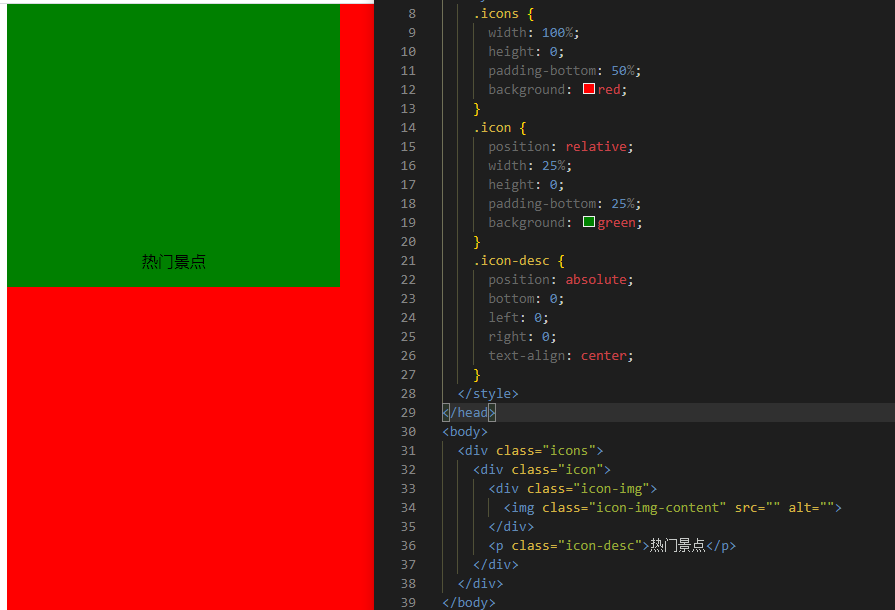 热门景点
8 .icons {
9 width: 100%;
10 height: 0;
11 padding-bottom: 50%;
12 background: red;
13 }
14 .icon {
15 position: relative;
16 width: 25%;
17 height: 0;
18 padding-bottom: 25%;
19 background: green;
20 }
21 .icon-desc {
22 position: absolute;
23 bottom: 0;
24 left: 0;
25 right: 0;
26 text-align: center;
27 }
28 </style>
29 </head>
30 <body>
31 <div class="icons">
32 <div class="icon">
33 <div class="icon-img">
34 <img class="icon-img-content" src="" alt="">
35 </div>
36 <p class="icon-desc">热门景点</p>
37 </div>
38 </div>
39 </body>